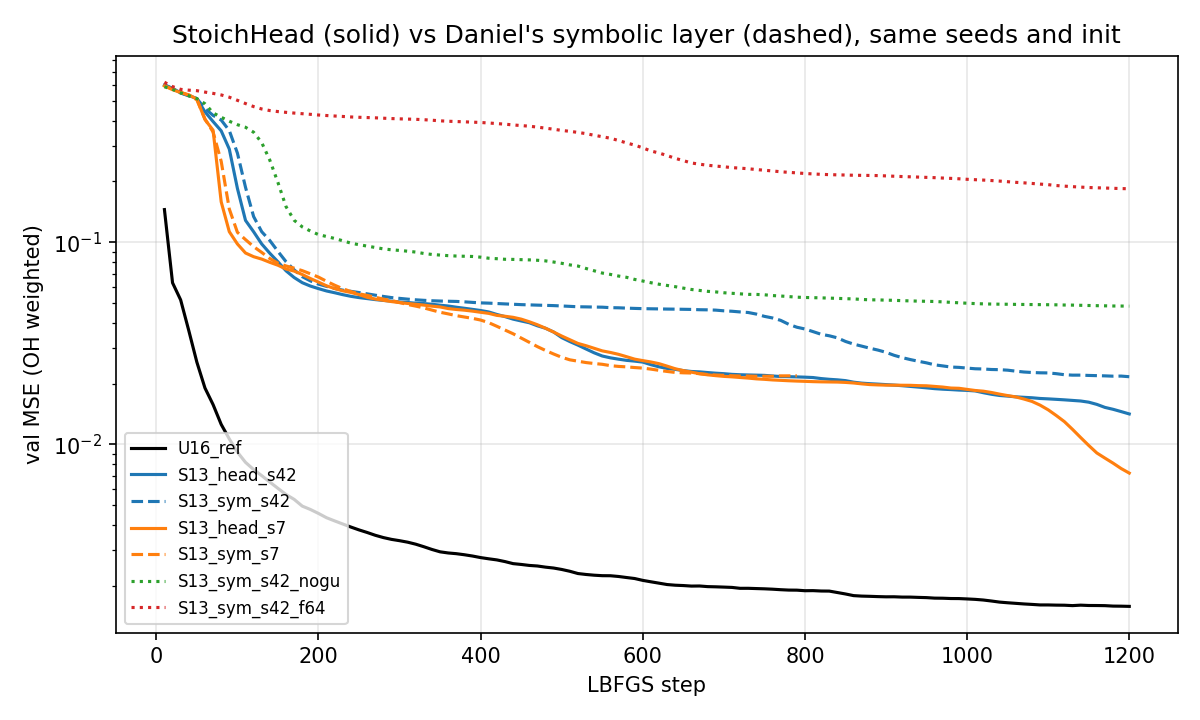 StoichHead (solid) vs Daniel's symbolic layer (dashed), same seeds and init
val MSE (OH weighted)
10⁻¹
10⁻²
U16_ref
S13_head_s42
S13_sym_s42
S13_head_s7
S13_sym_s7
S13_sym_s42_nogu
S13_sym_s42_f64
0 200 400 600 800 1000 1200
LBFGS step